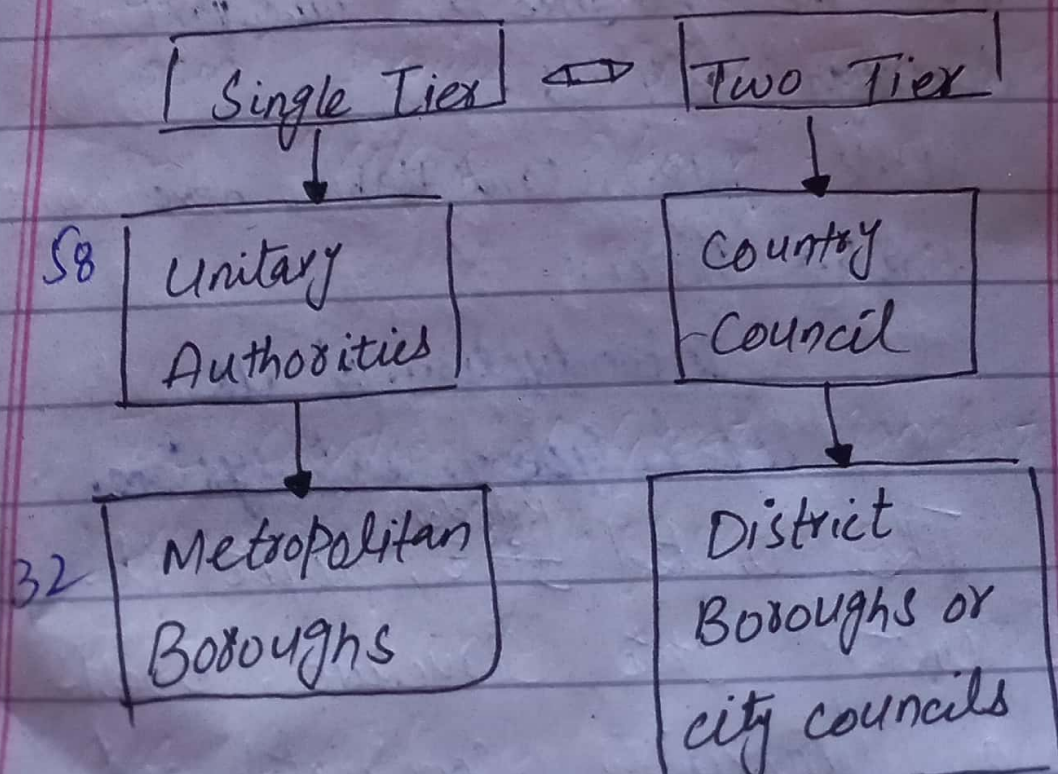 Single Tier
Two Tier
58
Unitary
Authorities
Country
Council
32
Metropolitan
Boroughs
District
Boroughs or
city councils